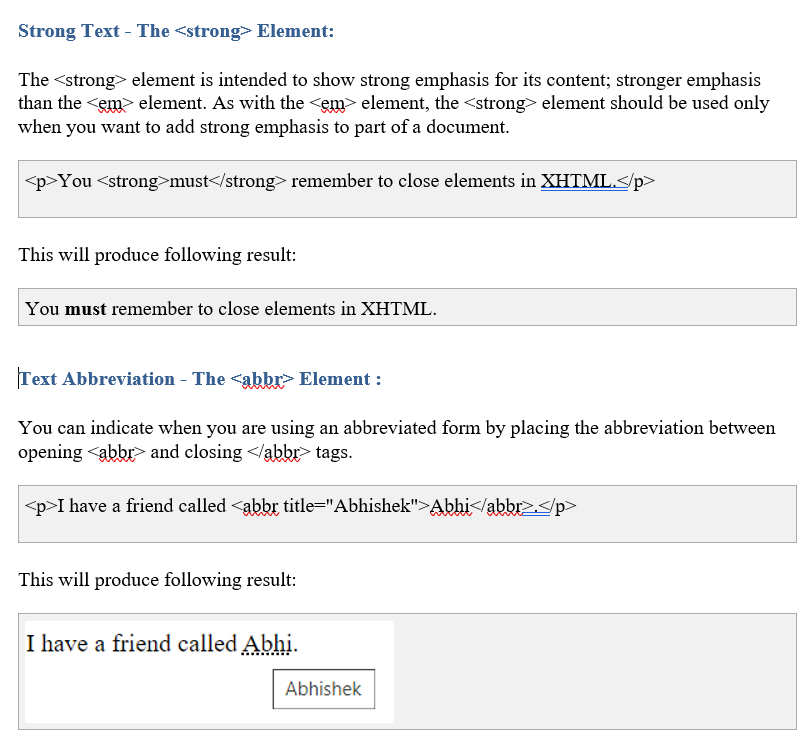 Strong Text - The <strong> Element:
The <strong> element is intended to show strong emphasis for its content; stronger emphasis
than the <em> element. As with the <em> element, the <strong> element should be used only
when you want to add strong emphasis to part of a document.
<p>You <strong>must</strong> remember to close elements in XHTML.</p>
This will produce following result:
You must remember to close elements in XHTML.
Text Abbreviation - The <abbr> Element :
You can indicate when you are using an abbreviated form by placing the abbreviation between
opening <abbr> and closing </abbr> tags.
<p>I have a friend called <abbr title="Abhishek">Abhi</abbr>.</p>
This will produce following result:
I have a friend called Abhi.
Abhishek